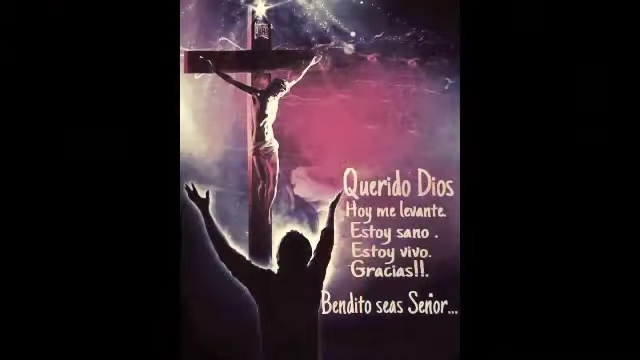 Querido Dios
Hoy me levante.
Estoy sano .
Estoy vivo.
Gracias!!.
Bendito seas Señor...